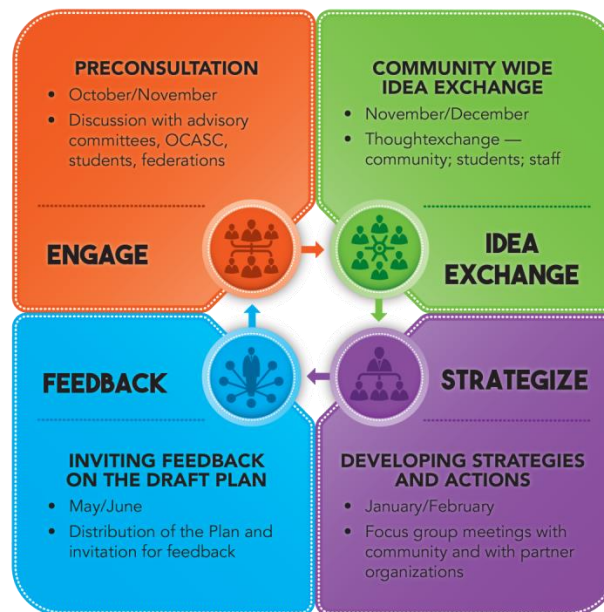 PRECONSULTATION
• October/November
• Discussion with advisory
committees, OCASC,
students, federations
ENGAGE
COMMUNITY WIDE
IDEA EXCHANGE
• November/December
• Thoughtexchange —
community; students; staff
IDEA
EXCHANGE
FEEDBACK
INVITING FEEDBACK
ON THE DRAFT PLAN
• May/June
• Distribution of the Plan and
invitation for feedback
STRATEGIZE
DEVELOPING STRATEGIES
AND ACTIONS
• January/February
• Focus group meetings with
community and with partner
organizations